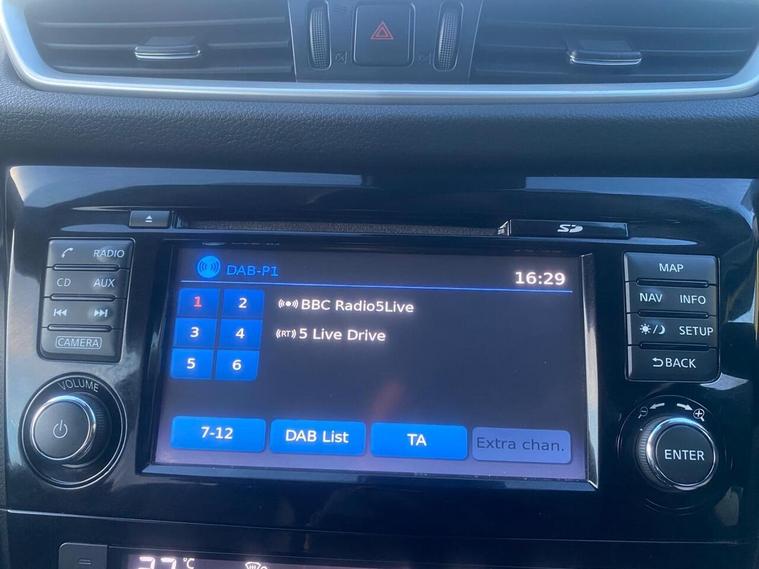 DAB-P1
16:29
1 2 BBC Radio5Live
3 4 (RT) 5 Live Drive
5 6
7-12 DAB List TA Extra chan.
RADIO
CD AUX
CAMERA
VOLUME
SD
MAP
NAV INFO
SETUP
BACK
ENTER
°C